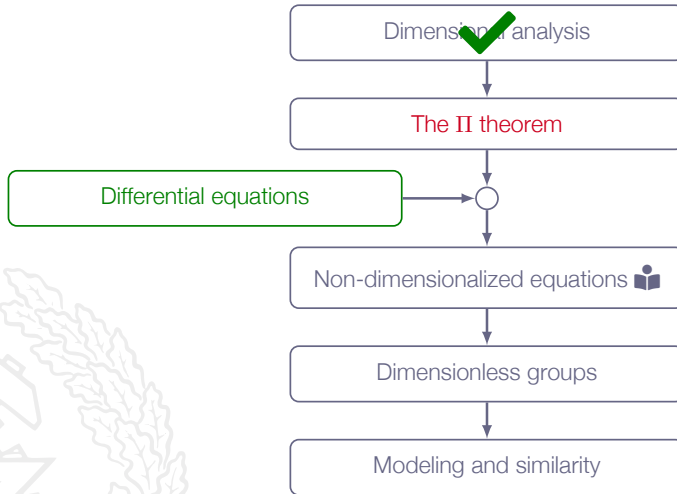 Dimensional analysis
The Π theorem
Differential equations
Non-dimensionalized equations
Dimensionless groups
Modeling and similarity